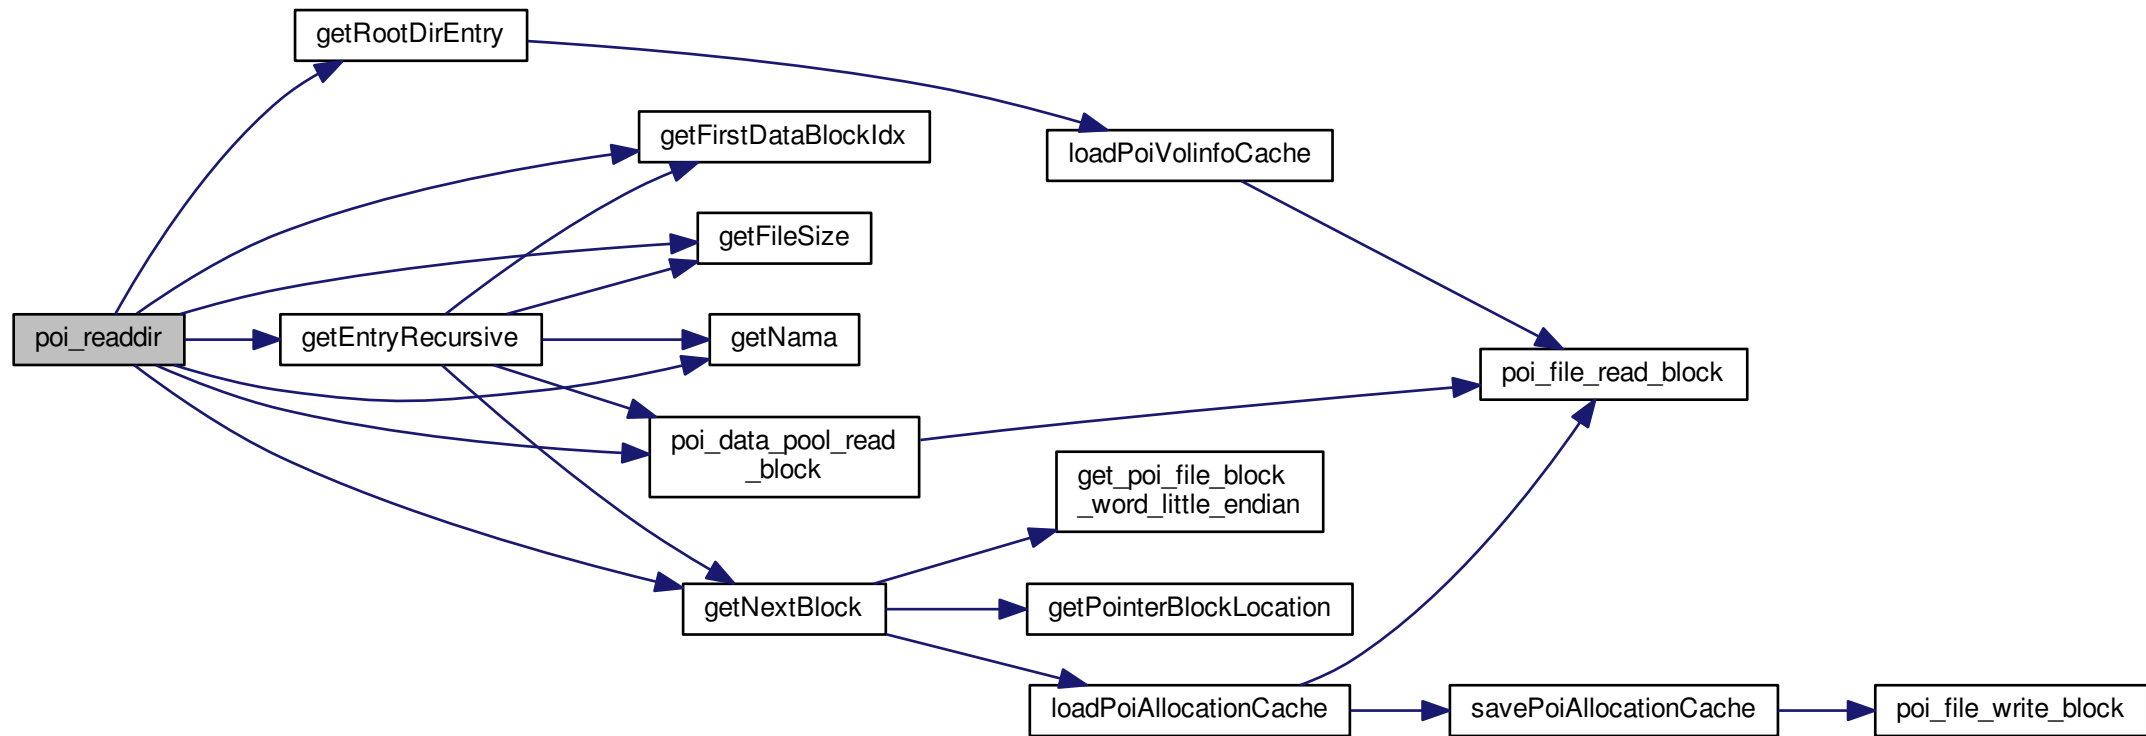 getRootDirEntry
getFirstDataBlockIdx
loadPoiVolinfoCache
getFileSize
poi_readdir
getEntryRecursive
getNama
poi_file_read_block
poi_data_pool_read
_block
get_poi_file_block
_word_little_endian
getNextBlock
getPointerBlockLocation
loadPoiAllocationCache
savePoiAllocationCache
poi_file_write_block